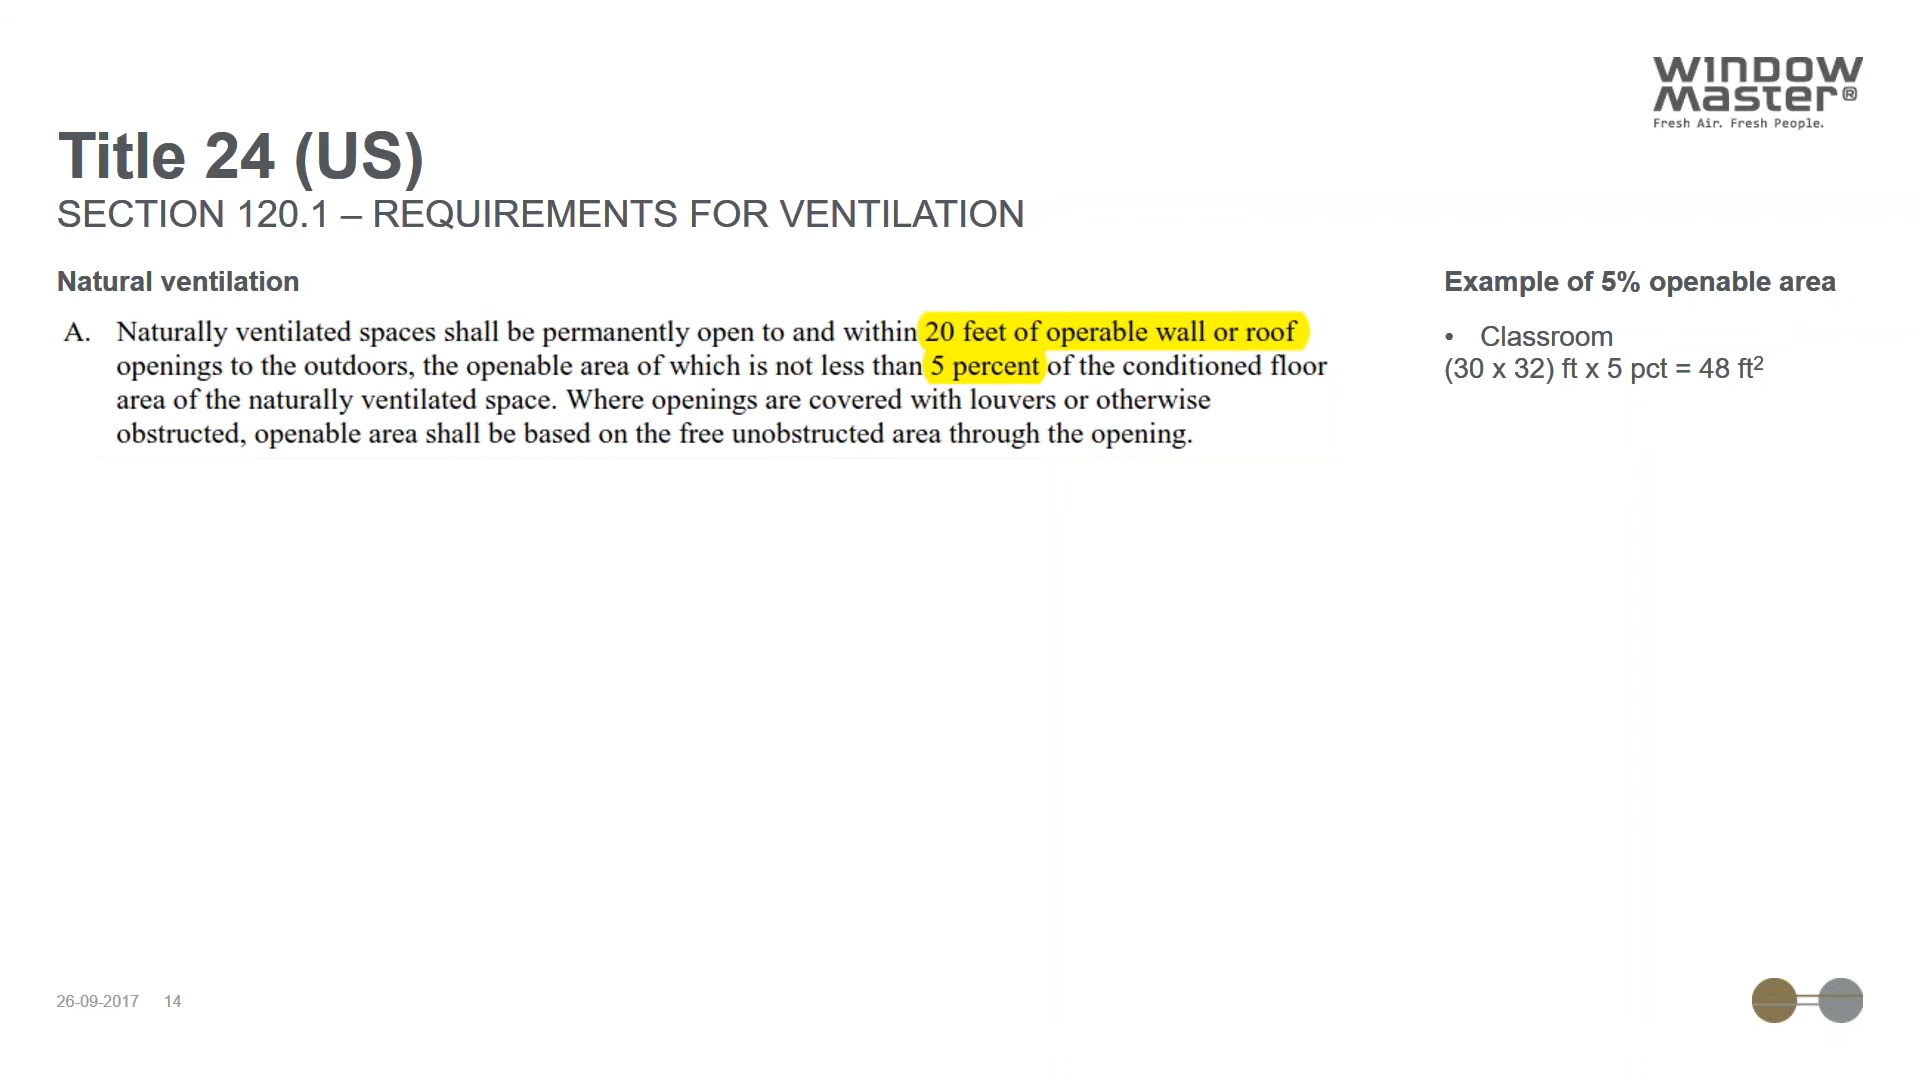 WINDOW
Master®
Fresh Air. Fresh People.
Title 24 (US)
SECTION 120.1 – REQUIREMENTS FOR VENTILATION
Natural ventilation
A. Naturally ventilated spaces shall be permanently open to and within 20 feet of operable wall or roof
openings to the outdoors, the openable area of which is not less than 5 percent of the conditioned floor
area of the naturally ventilated space. Where openings are covered with louvers or otherwise
obstructed, openable area shall be based on the free unobstructed area through the opening.
Example of 5% openable area
• Classroom
(30 x 32) ft x 5 pct = 48 ft²
26-09-2017 14